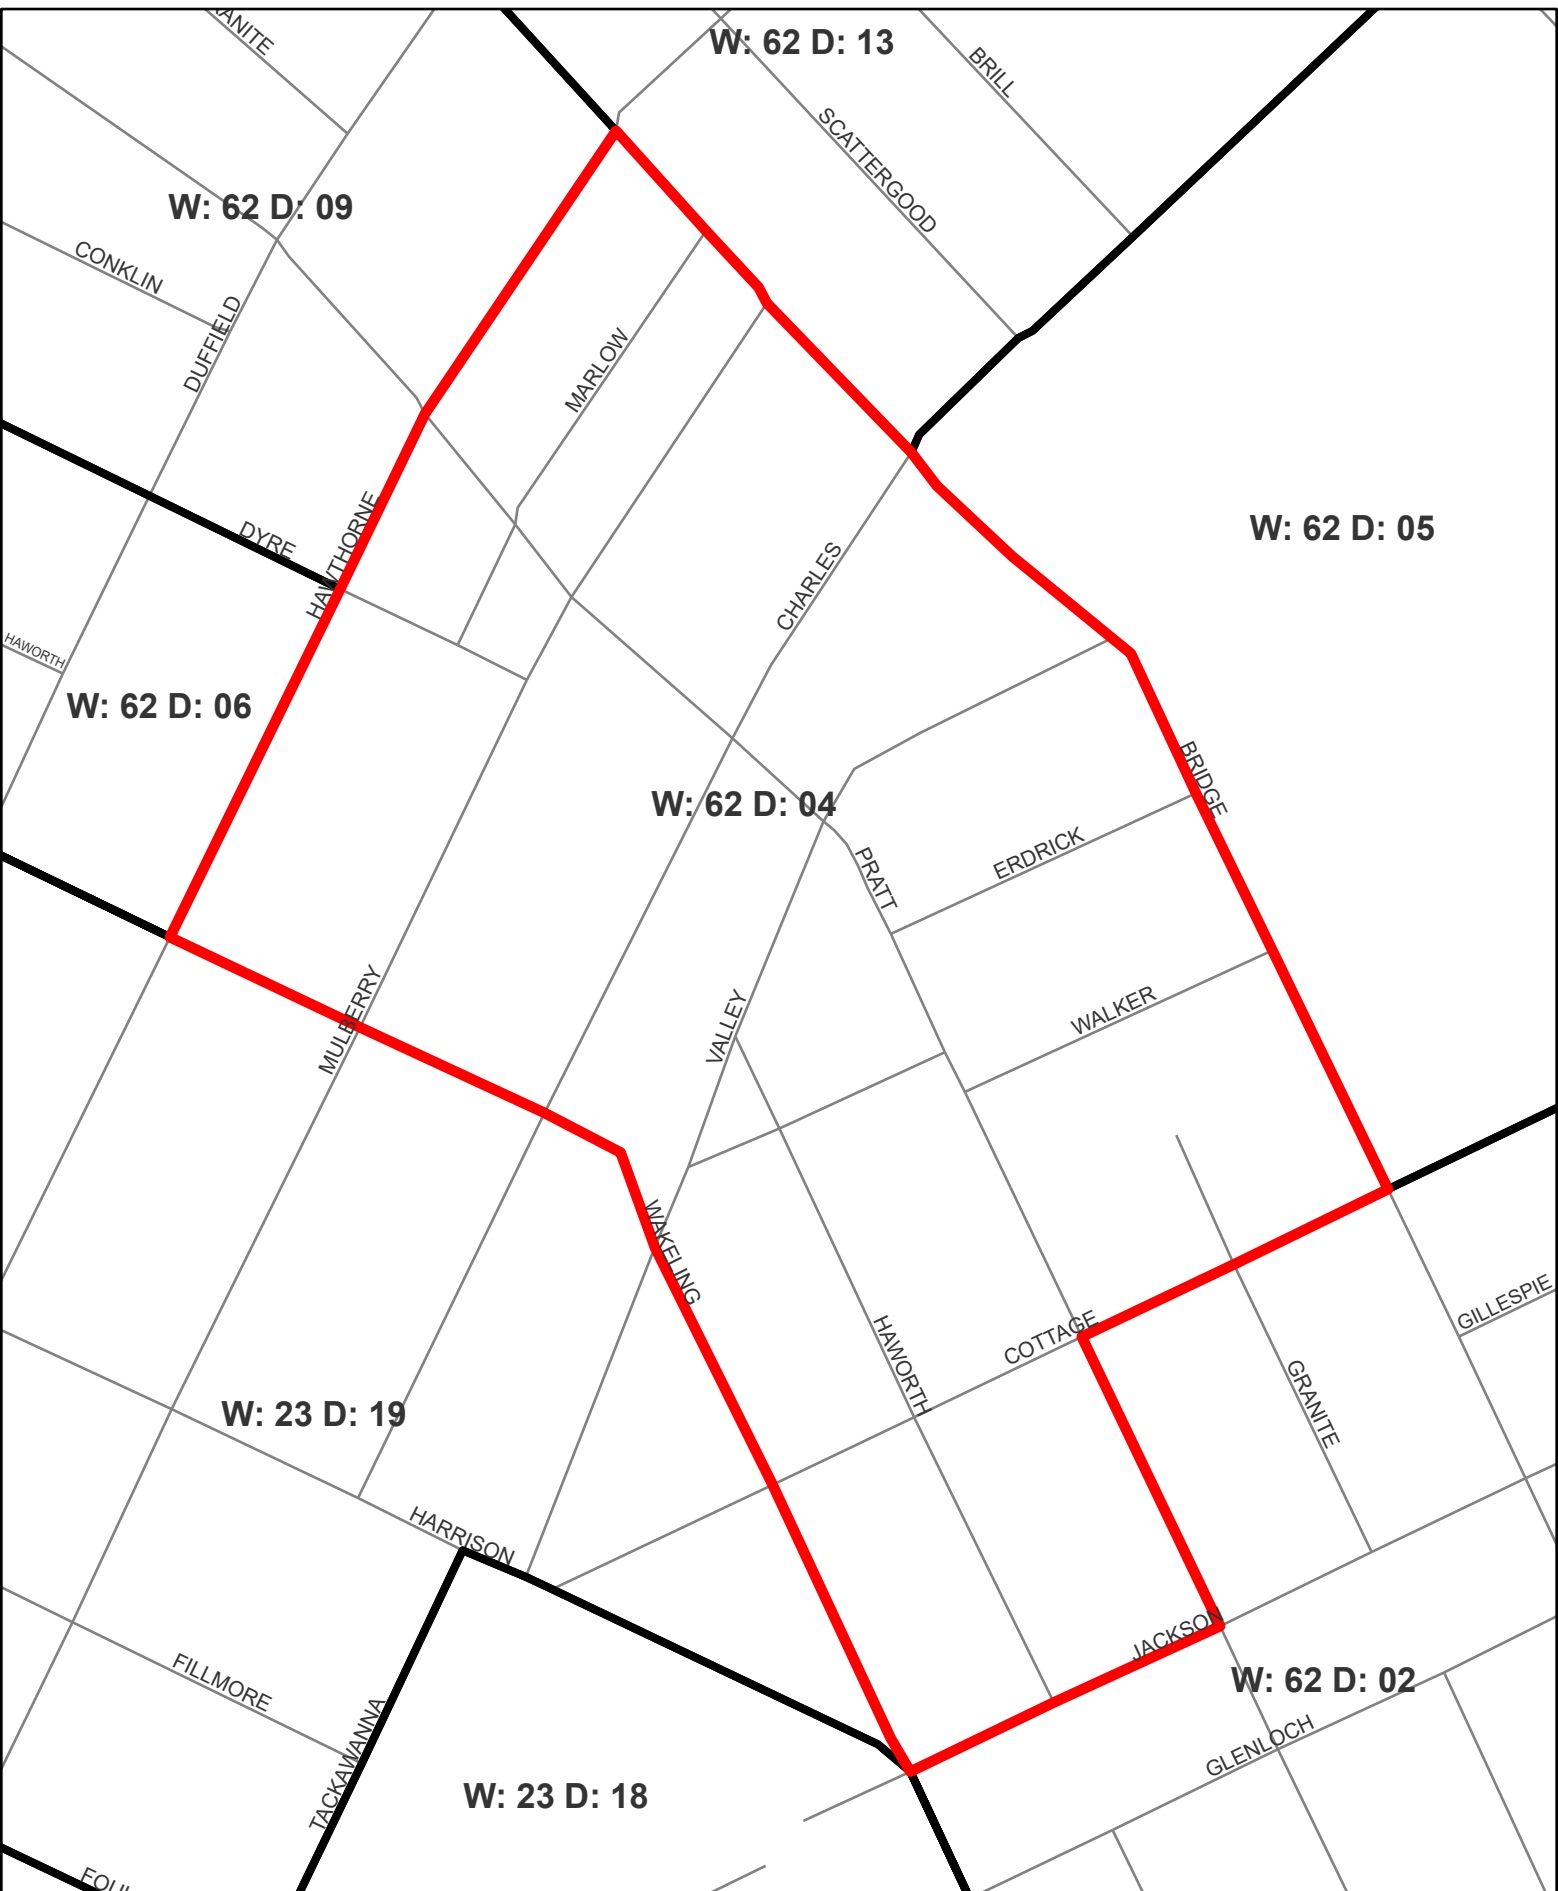 W: 62 D: 13
BRILL
SCATTERGOOD
W: 62 D: 09
CONKLIN
DUFFIELD
MARLOW
DYRE
HAWTHORNE
W: 62 D: 05
CHARLES
HAWORTH
W: 62 D: 06
BRIDGE
W: 62 D: 04
PRATT
ERDRICK
MULBERRY
VALLEY
WALKER
WAKELING
HAWORTH
COTTAGE
GILLESPIE
GRANITE
W: 23 D: 19
HARRISON
JACKSON
FILLMORE
W: 62 D: 02
TACKAWANNA
GLENLOCH
W: 23 D: 18